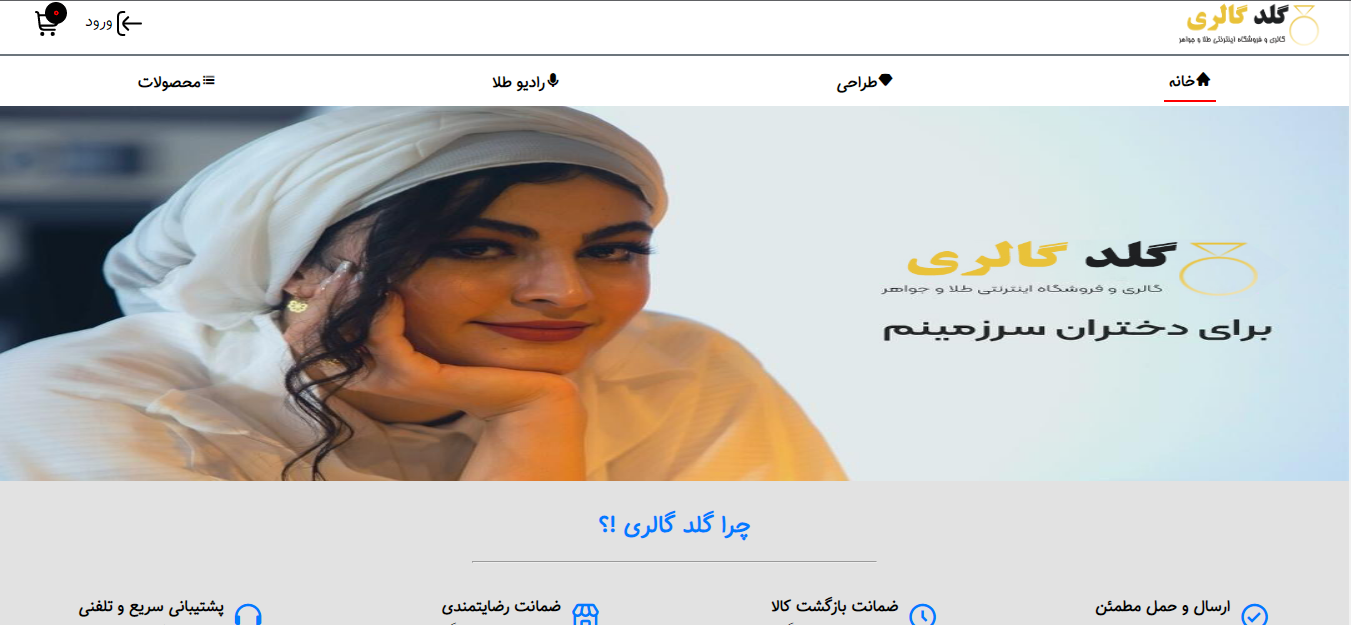 گلد گالری
گالری و فروشگاه اینترنتی طلا و جواهر
ورود
۰
خانه
طراحی
رادیو طلا
محصولات
گلد گالری
گالری و فروشگاه اینترنتی طلا و جواهر
برای دختران سرزمینم
چرا گلد گالری !؟
ارسال و حمل مطمئن
ضمانت بازگشت کالا
ضمانت رضایتمندی
پشتیبانی سریع و تلفنی